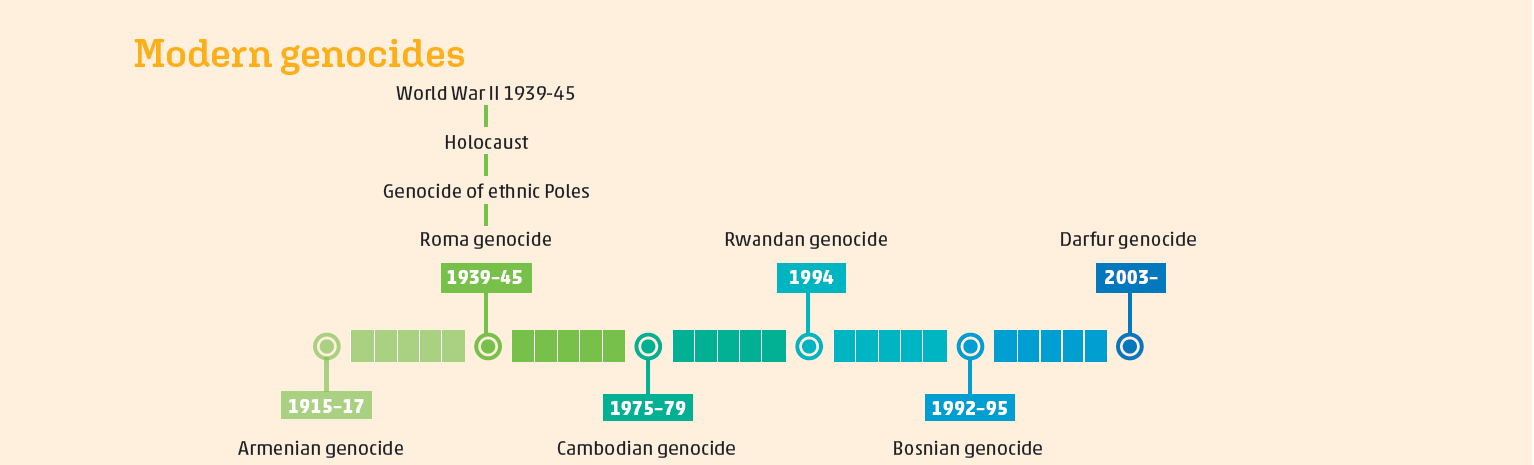 Modern genocides
World War II 1939-45
Holocaust
Genocide of ethnic Poles
Roma genocide
Rwandan genocide
Darfur genocide
1939–45
1994
2003–
1915–17
1975–79
1992–95
Armenian genocide
Cambodian genocide
Bosnian genocide